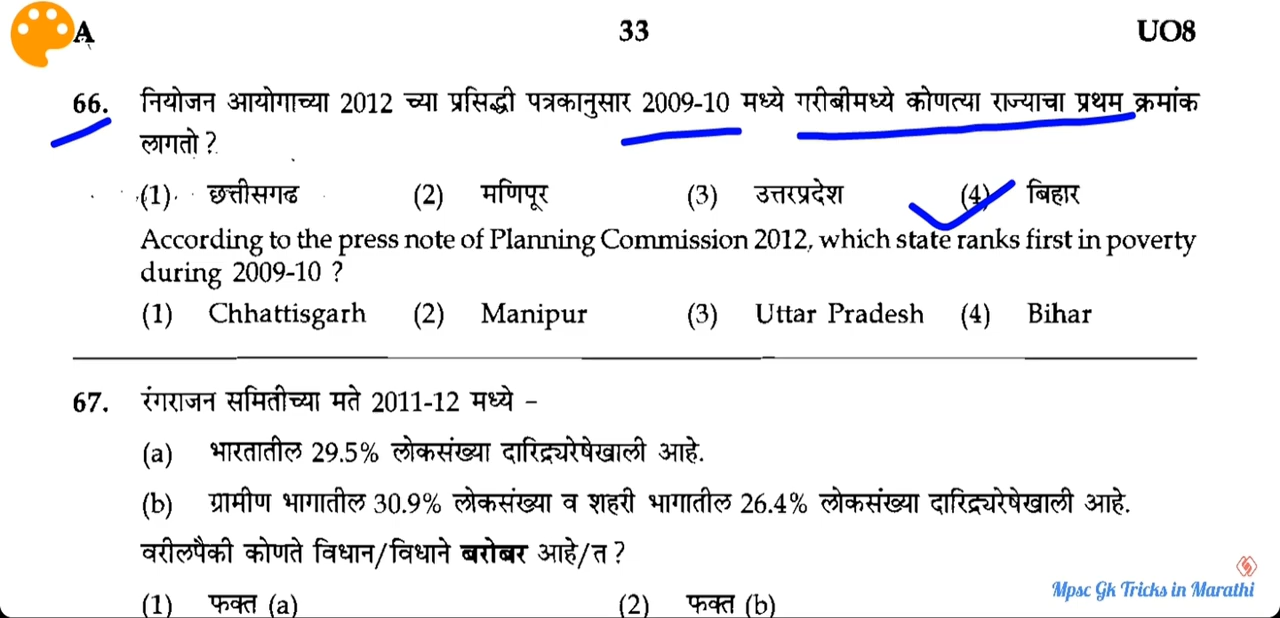 A 33 UO8
66. नियोजन आयोगाच्या 2012 च्या प्रसिद्धी पत्रकानुसार 2009-10 मध्ये गरीबीमध्ये कोणत्या राज्याचा प्रथम क्रमांक
लागतो ?
(1) छत्तीसगढ (2) मणिपूर (3) उत्तरप्रदेश (4) बिहार
According to the press note of Planning Commission 2012, which state ranks first in poverty
during 2009-10 ?
(1) Chhattisgarh (2) Manipur (3) Uttar Pradesh (4) Bihar
67. रंगराजन समितीच्या मते 2011-12 मध्ये –
(a) भारतातील 29.5% लोकसंख्या दारिद्र्यरेषेखाली आहे.
(b) ग्रामीण भागातील 30.9% लोकसंख्या व शहरी भागातील 26.4% लोकसंख्या दारिद्र्यरेषेखाली आहे.
वरीलपैकी कोणते विधान/विधाने बरोबर आहे/त ?
(1) फक्त (a) (2) फक्त (b)
Mpsc Gk Tricks in Marathi